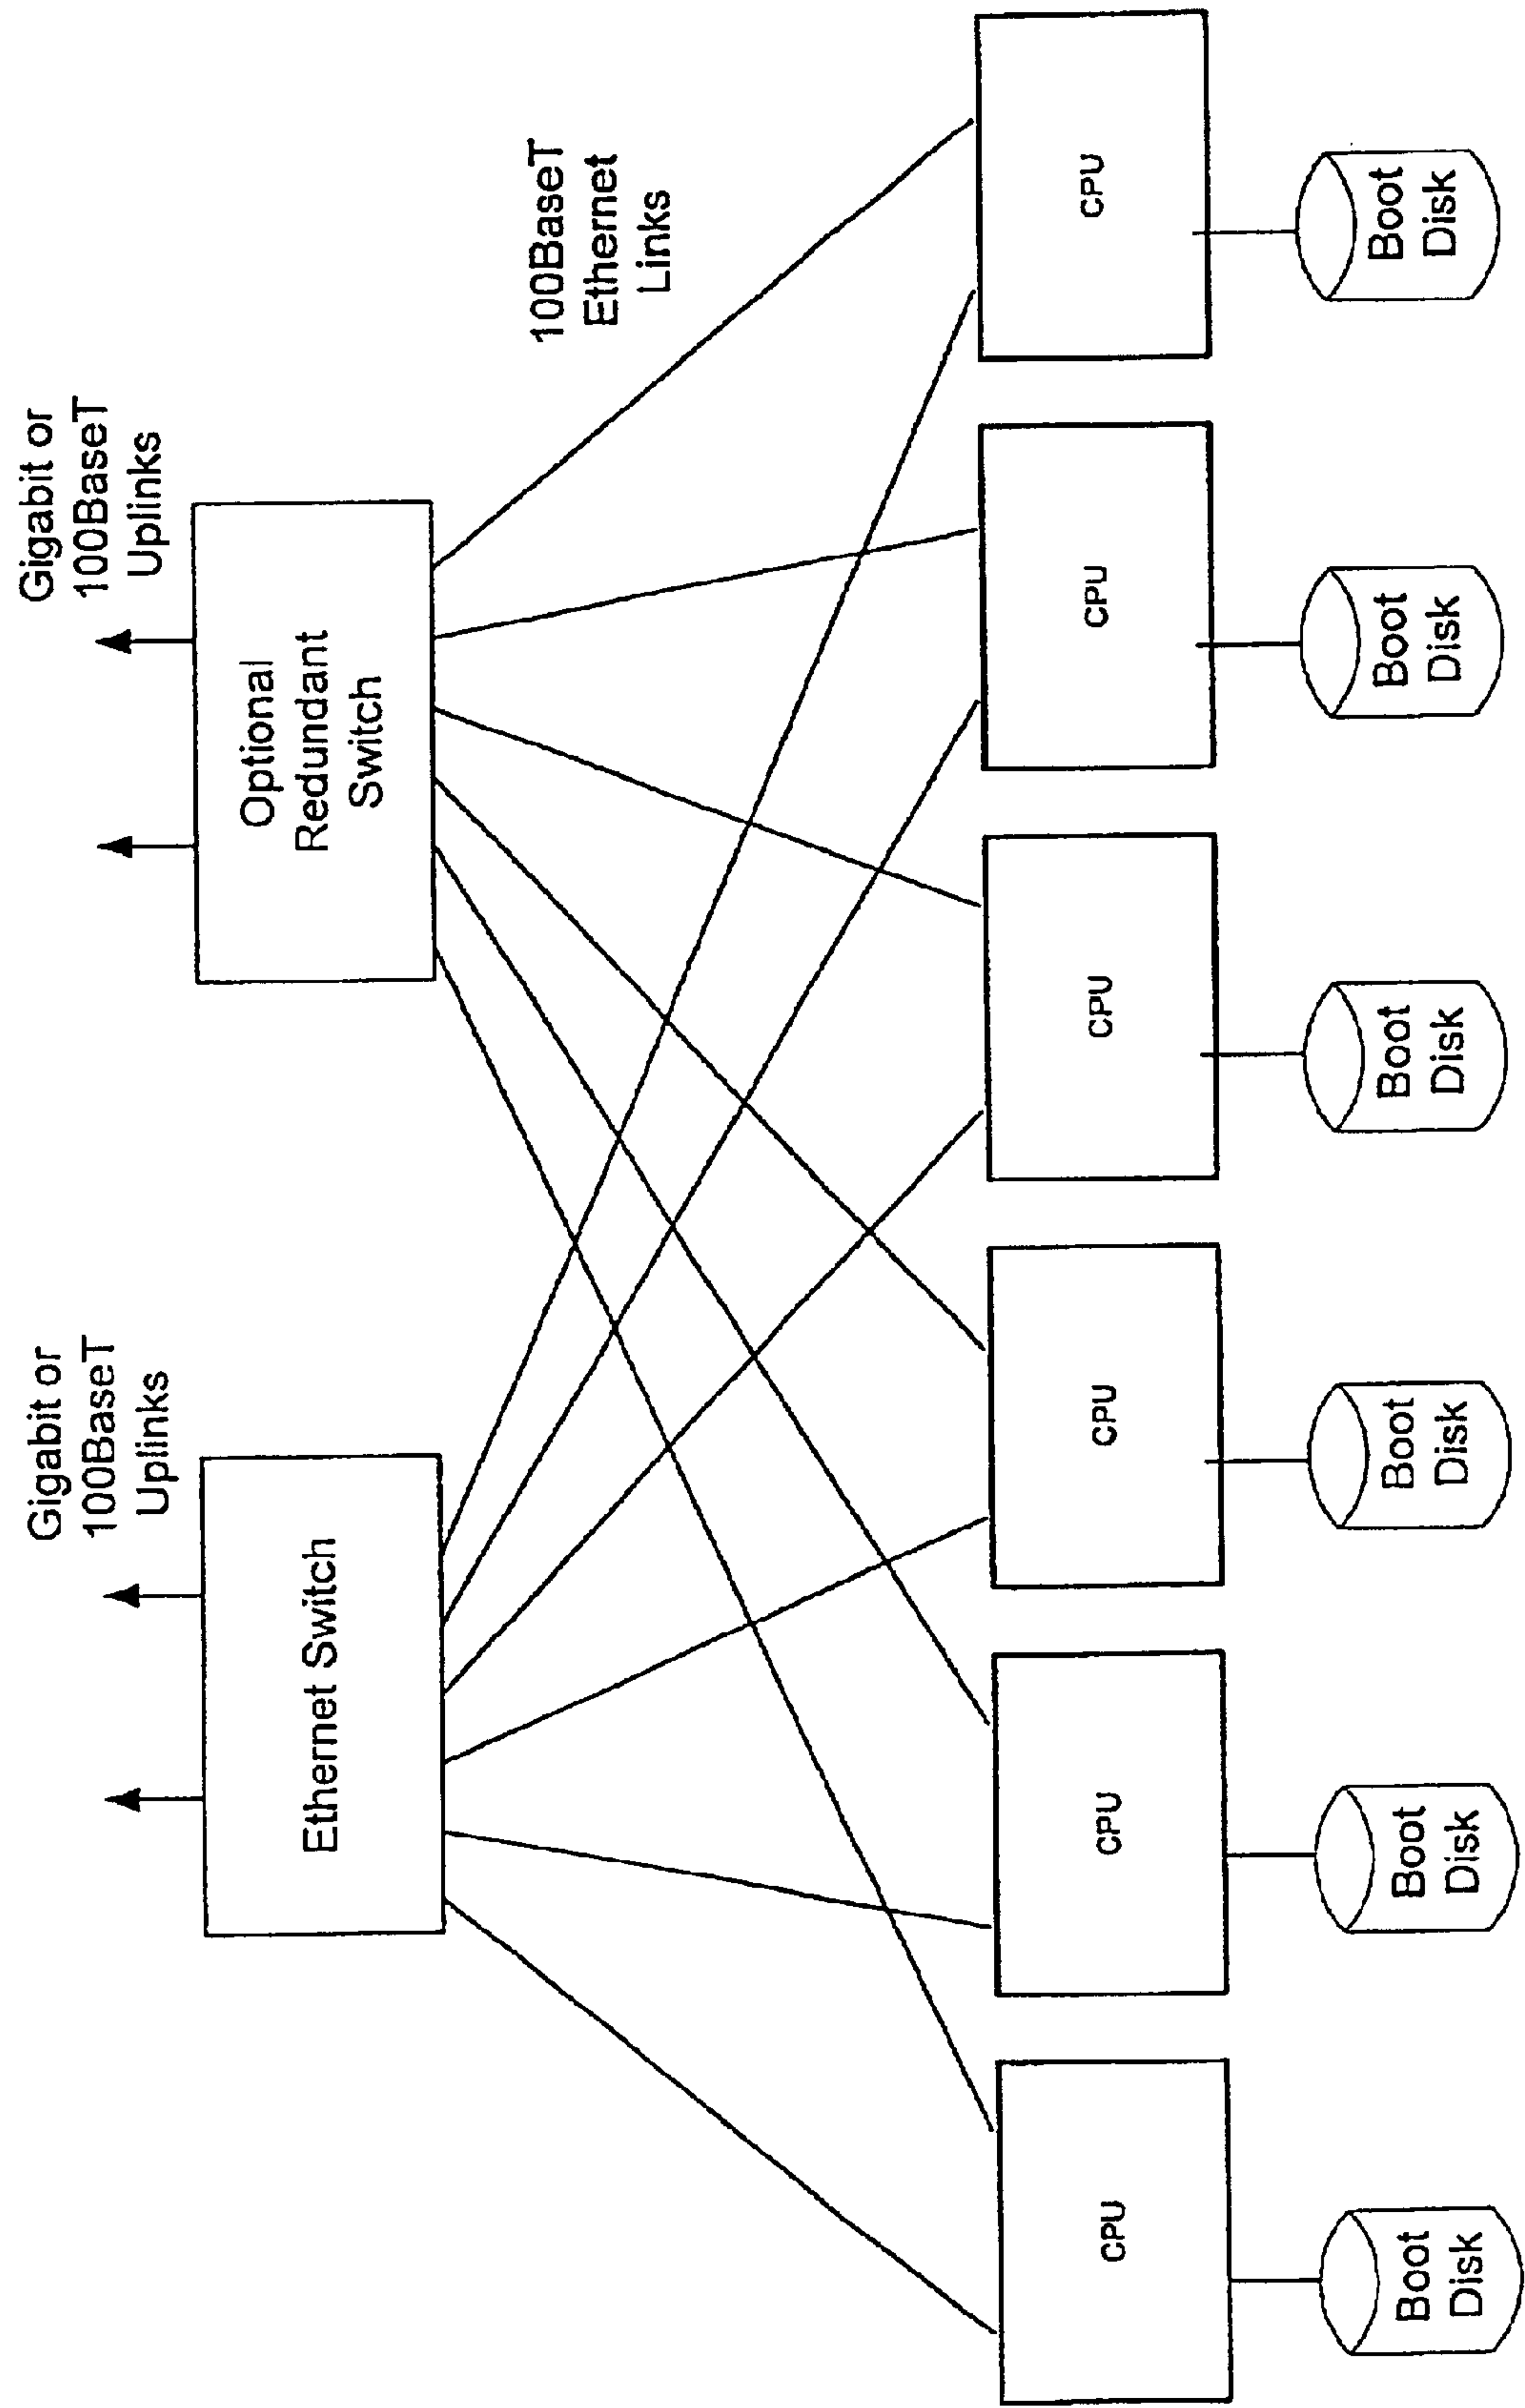 Gigabit or
100BaseT
Uplinks
Gigabit or
100BaseT
Uplinks
Ethernet Switch
Optional
Redundant
Switch
100BaseT
Ethernet
Links
CPU
CPU
CPU
CPU
CPU
CPU
Boot
Disk
Boot
Disk
Boot
Disk
Boot
Disk
Boot
Disk
Boot
Disk